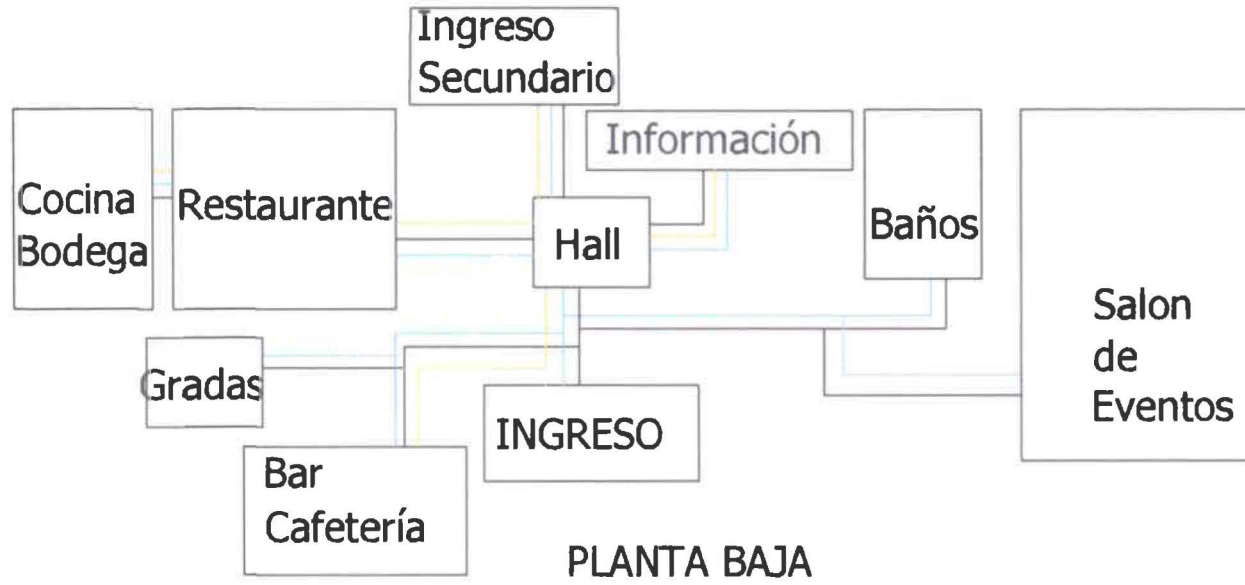 Ingreso
Secundario
Información
Cocina
Bodega
Restaurante
Hall
Baños
Salon
de
Eventos
Gradas
INGRESO
Bar
Cafetería
PLANTA BAJA